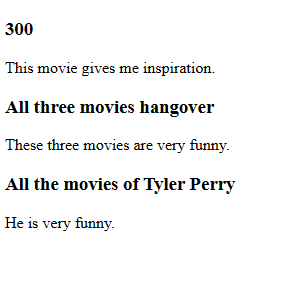 300
This movie gives me inspiration.
All three movies hangover
These three movies are very funny.
All the movies of Tyler Perry
He is very funny.